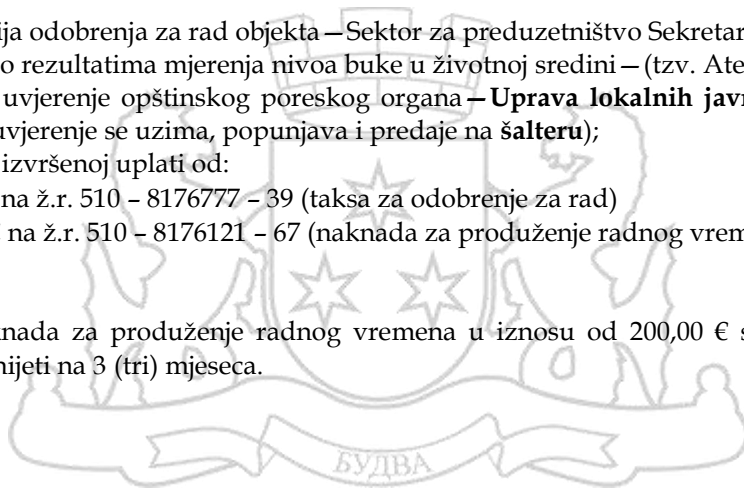 ija odobrenja za rad objekta—Sektor za preduzetništvo Sekretar
o rezultatima mjerenja nivoa buke u životnoj sredini—(tzv. Ate
uvjerenje opštinskog poreskog organa—Uprava lokalnih jav
uvjerenje se uzima, popunjava i predaje na šalteru);
izvršenoj uplati od:
na ž.r. 510 – 8176777 – 39 (taksa za odobrenje za rad)
na ž.r. 510 – 8176121 – 67 (naknada za produženje radnog vrem
knada za produženje radnog vremena u iznosu od 200,00 € s
nijeti na 3 (tri) mjeseca.
БУДВА